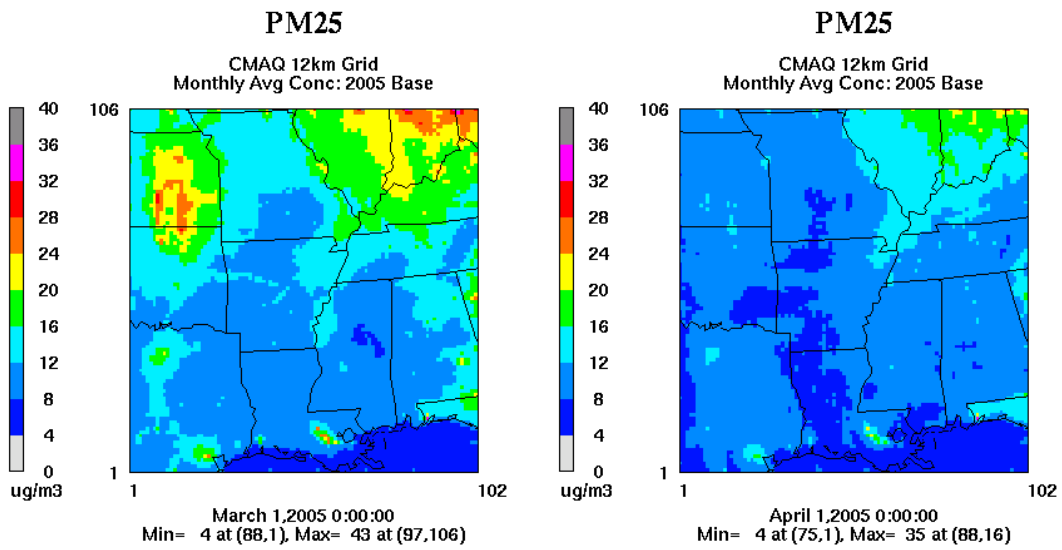 PM25
CMAQ 12km Grid
Monthly Avg Conc: 2005 Base
40
36
32
28
24
20
16
12
8
4
0
ug/m3
106
1
1
102
March 1,2005 0:00:00
Min= 4 at (88,1), Max= 43 at (97,106)
PM25
CMAQ 12km Grid
Monthly Avg Conc: 2005 Base
40
36
32
28
24
20
16
12
8
4
0
ug/m3
106
1
1
102
April 1,2005 0:00:00
Min= 4 at (75,1), Max= 35 at (88,16)